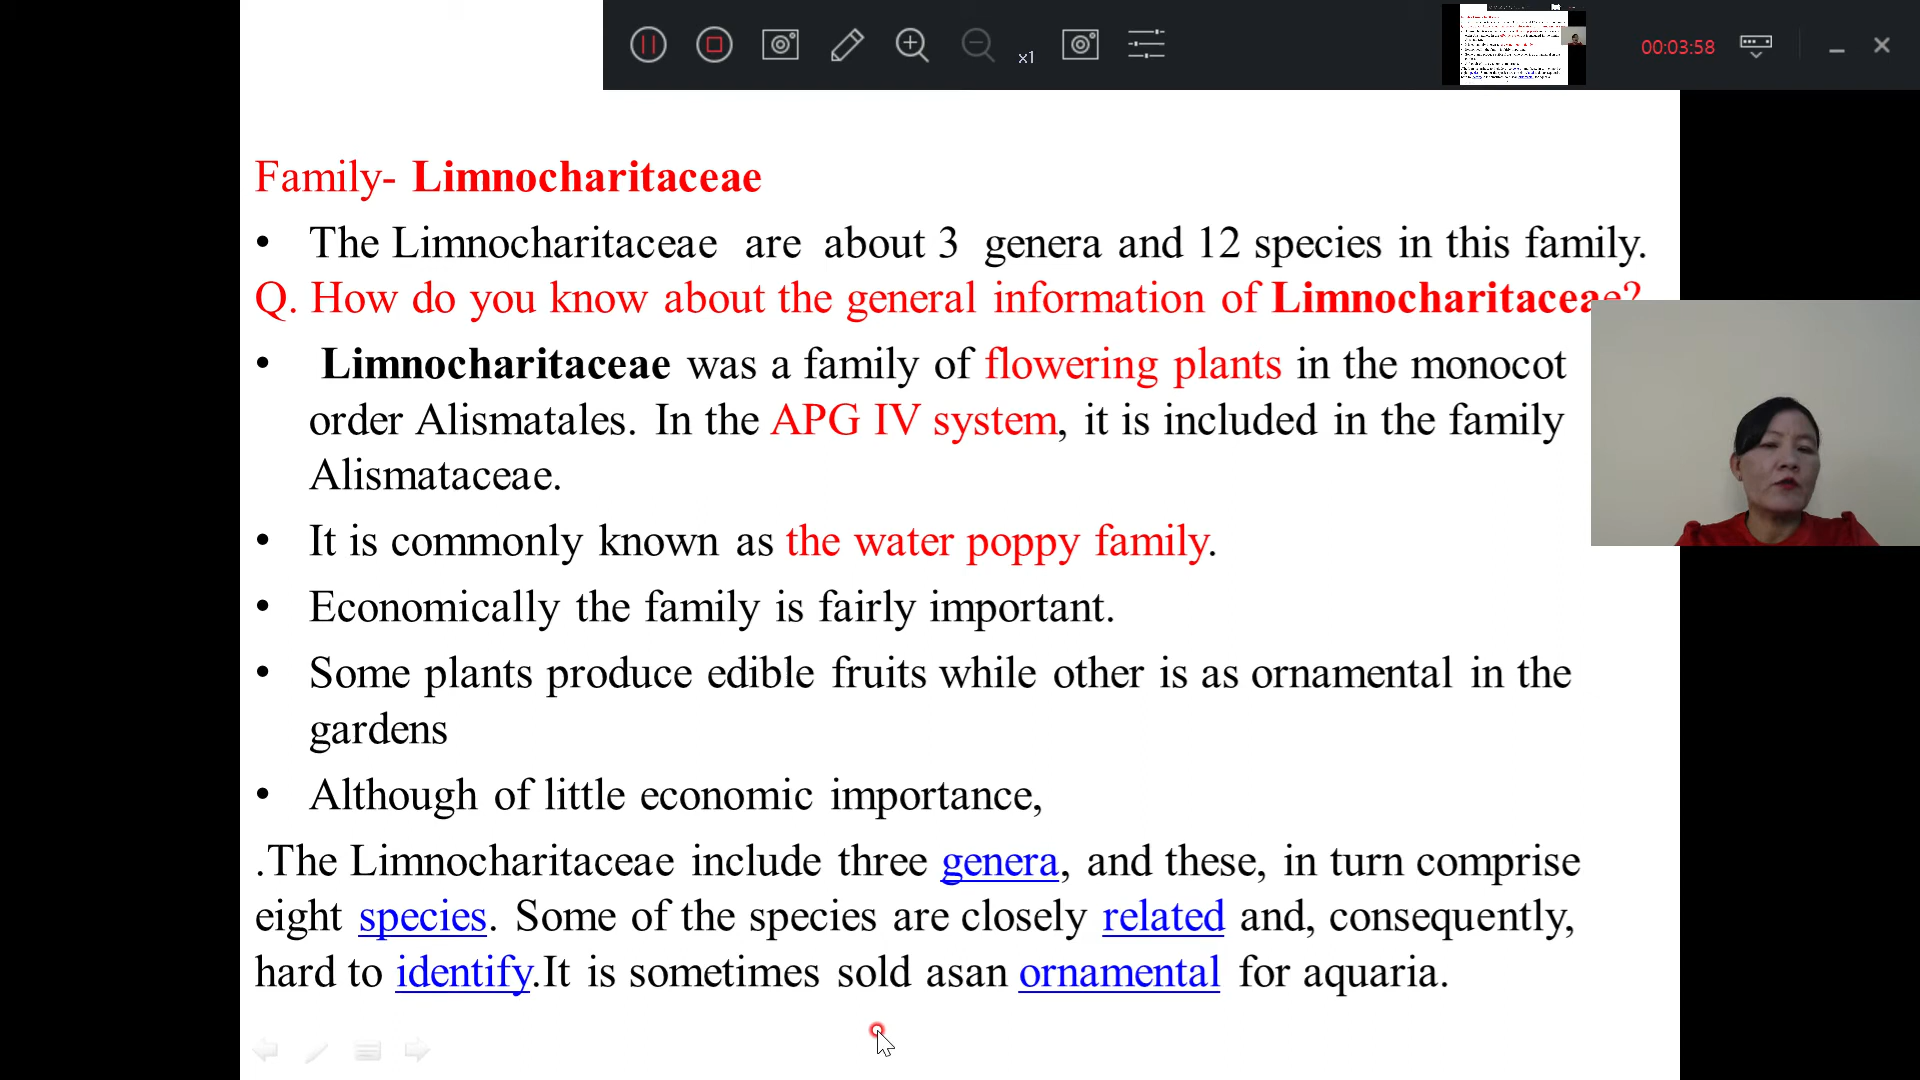 x1
00:03:58
Family- Limnocharitaceae
• The Limnocharitaceae are about 3 genera and 12 species in this family.
Q. How do you know about the general information of Limnocharitaceae?
• Limnocharitaceae was a family of flowering plants in the monocot
order Alismatales. In the APG IV system, it is included in the family
Alismataceae.
• It is commonly known as the water poppy family.
• Economically the family is fairly important.
• Some plants produce edible fruits while other is as ornamental in the
gardens
• Although of little economic importance,
.The Limnocharitaceae include three genera, and these, in turn comprise
eight species. Some of the species are closely related and, consequently,
hard to identify.It is sometimes sold asan ornamental for aquaria.